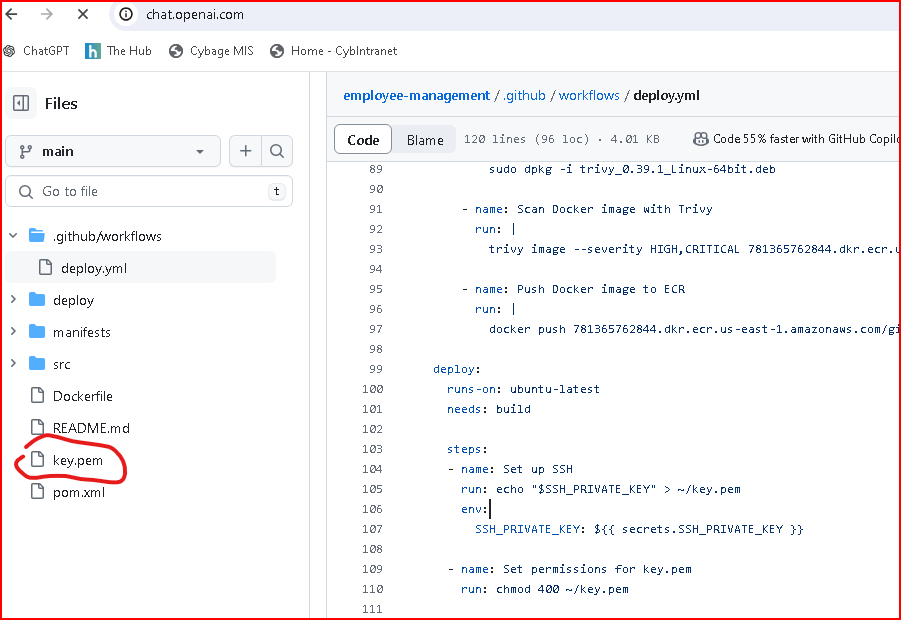 chat.openai.com
ChatGPT The Hub Cybage MIS Home - CybIntranet
Files
main
Go to file t
.github/workflows
deploy.yml
deploy
manifests
src
Dockerfile
README.md
key.pem
pom.xml
employee-management / .github / workflows / deploy.yml
Code Blame 120 lines (96 loc) · 4.01 KB Code 55% faster with GitHub Copilo
89 sudo dpkg -i trivy_0.39.1_Linux-64bit.deb
90
91 - name: Scan Docker image with Trivy
92 run: |
93 trivy image --severity HIGH,CRITICAL 781365762844.dkr.ecr.u
94
95 - name: Push Docker image to ECR
96 run: |
97 docker push 781365762844.dkr.ecr.us-east-1.amazonaws.com/gi
98
99 deploy:
100 runs-on: ubuntu-latest
101 needs: build
102
103 steps:
104 - name: Set up SSH
105 run: echo "$SSH_PRIVATE_KEY" > ~/key.pem
106 env:
107 SSH_PRIVATE_KEY: ${{ secrets.SSH_PRIVATE_KEY }}
108
109 - name: Set permissions for key.pem
110 run: chmod 400 ~/key.pem
111